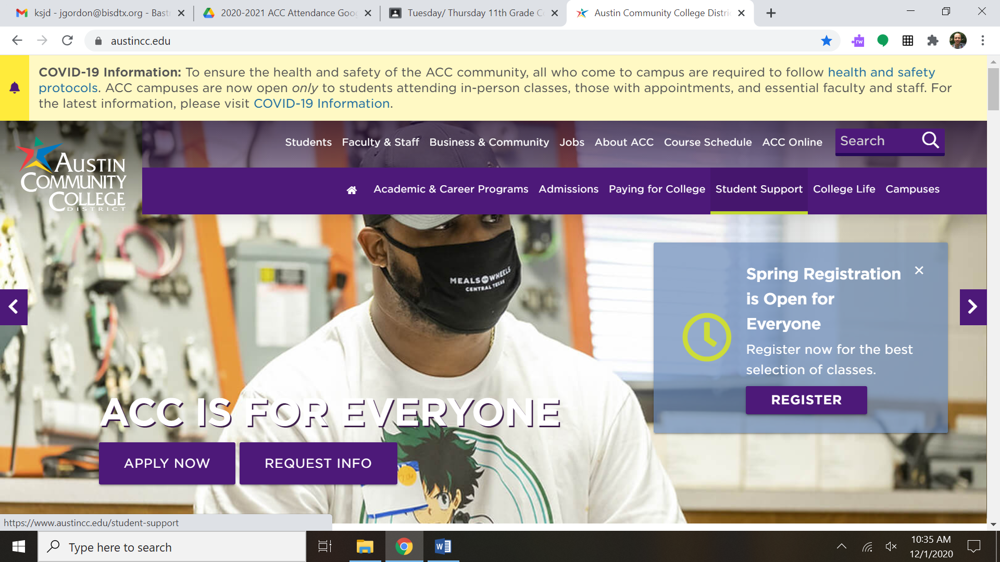 ksjd - jgordon@bisdtx.org - Bast
2020-2021 ACC Attendance Goog
Tuesday/ Thursday 11th Grade C
Austin Community College Distri
austincc.edu
COVID-19 Information: To ensure the health and safety of the ACC community, all who come to campus are required to follow health and safety
protocols. ACC campuses are now open only to students attending in-person classes, those with appointments, and essential faculty and staff. For
the latest information, please visit COVID-19 Information.
Students Faculty & Staff Business & Community Jobs About ACC Course Schedule ACC Online Search
AUSTIN
COMMUNITY
COLLEGE
DISTRICT
Academic & Career Programs Admissions Paying for College Student Support College Life Campuses
MEALS ON WHEELS
CENTRAL TEXAS
Spring Registration
is Open for
Everyone
Register now for the best
selection of classes.
REGISTER
ACC IS FOR EVERYONE
APPLY NOW REQUEST INFO
https://www.austincc.edu/student-support
Type here to search
10:35 AM
12/1/2020